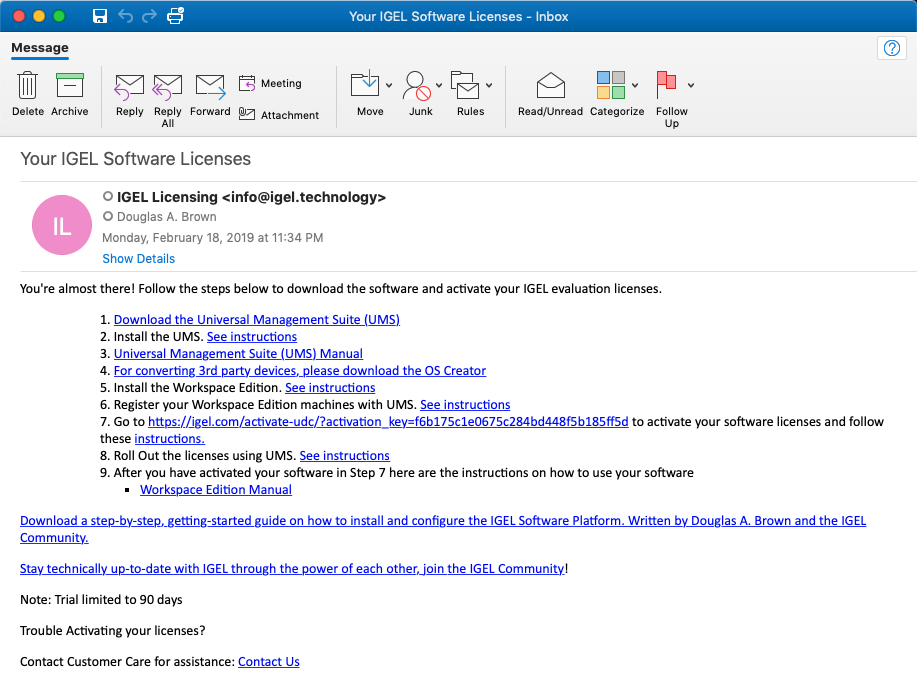 Your IGEL Software Licenses - Inbox
Message
?
Delete Archive Reply Reply All Forward Meeting Attachment Move Junk Rules Read/Unread Categorize Follow Up
Your IGEL Software Licenses
IL
IGEL Licensing <info@igel.technology>
Douglas A. Brown
Monday, February 18, 2019 at 11:34 PM
Show Details
You're almost there! Follow the steps below to download the software and activate your IGEL evaluation licenses.
1. Download the Universal Management Suite (UMS)
2. Install the UMS. See instructions
3. Universal Management Suite (UMS) Manual
4. For converting 3rd party devices, please download the OS Creator
5. Install the Workspace Edition. See instructions
6. Register your Workspace Edition machines with UMS. See instructions
7. Go to https://igel.com/activate-udc/?activation_key=f6b175c1e0675c284bd448f5b185ff5d to activate your software licenses and follow
these instructions.
8. Roll Out the licenses using UMS. See instructions
9. After you have activated your software in Step 7 here are the instructions on how to use your software
▪ Workspace Edition Manual
Download a step-by-step, getting-started guide on how to install and configure the IGEL Software Platform. Written by Douglas A. Brown and the IGEL
Community.
Stay technically up-to-date with IGEL through the power of each other, join the IGEL Community!
Note: Trial limited to 90 days
Trouble Activating your licenses?
Contact Customer Care for assistance: Contact Us